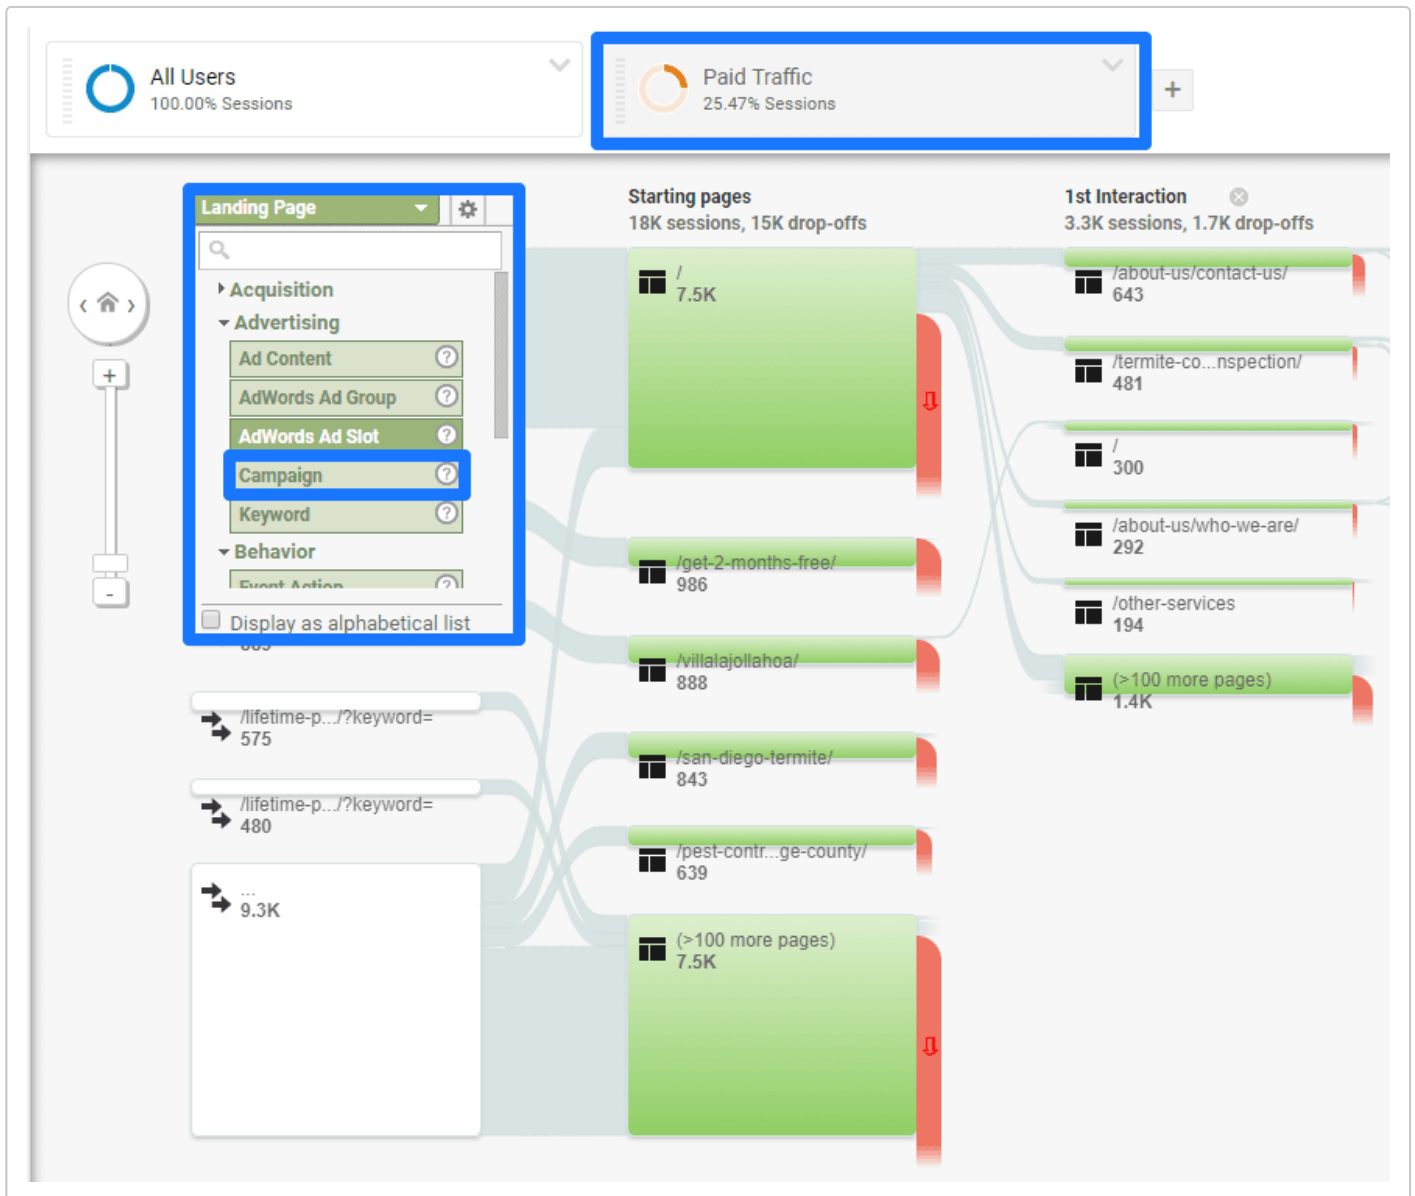 All Users
100.00% Sessions
Paid Traffic
25.47% Sessions
+
Landing Page
Acquisition
Advertising
Ad Content ?
AdWords Ad Group ?
AdWords Ad Slot ?
Campaign ?
Keyword ?
Behavior
Event Action ?
Display as alphabetical list
+
-
/lifetime-p.../?keyword=
575
/lifetime-p.../?keyword=
480
...
9.3K
Starting pages
18K sessions, 15K drop-offs
/
7.5K
/get-2-months-free/
986
/villalajollahoa/
888
/san-diego-termite/
843
/pest-contr...ge-county/
639
(>100 more pages)
7.5K
1st Interaction
3.3K sessions, 1.7K drop-offs
/about-us/contact-us/
643
/termite-co...nspection/
481
/
300
/about-us/who-we-are/
292
/other-services
194
(>100 more pages)
1.4K